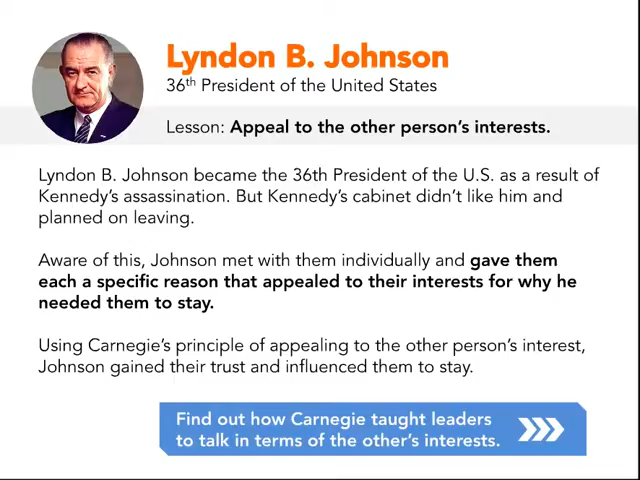 Lyndon B. Johnson
36th President of the United States
Lesson: Appeal to the other person's interests.
Lyndon B. Johnson became the 36th President of the U.S. as a result of
Kennedy's assassination. But Kennedy's cabinet didn't like him and
planned on leaving.
Aware of this, Johnson met with them individually and gave them
each a specific reason that appealed to their interests for why he
needed them to stay.
Using Carnegie's principle of appealing to the other person's interest,
Johnson gained their trust and influenced them to stay.
Find out how Carnegie taught leaders
to talk in terms of the other's interests.